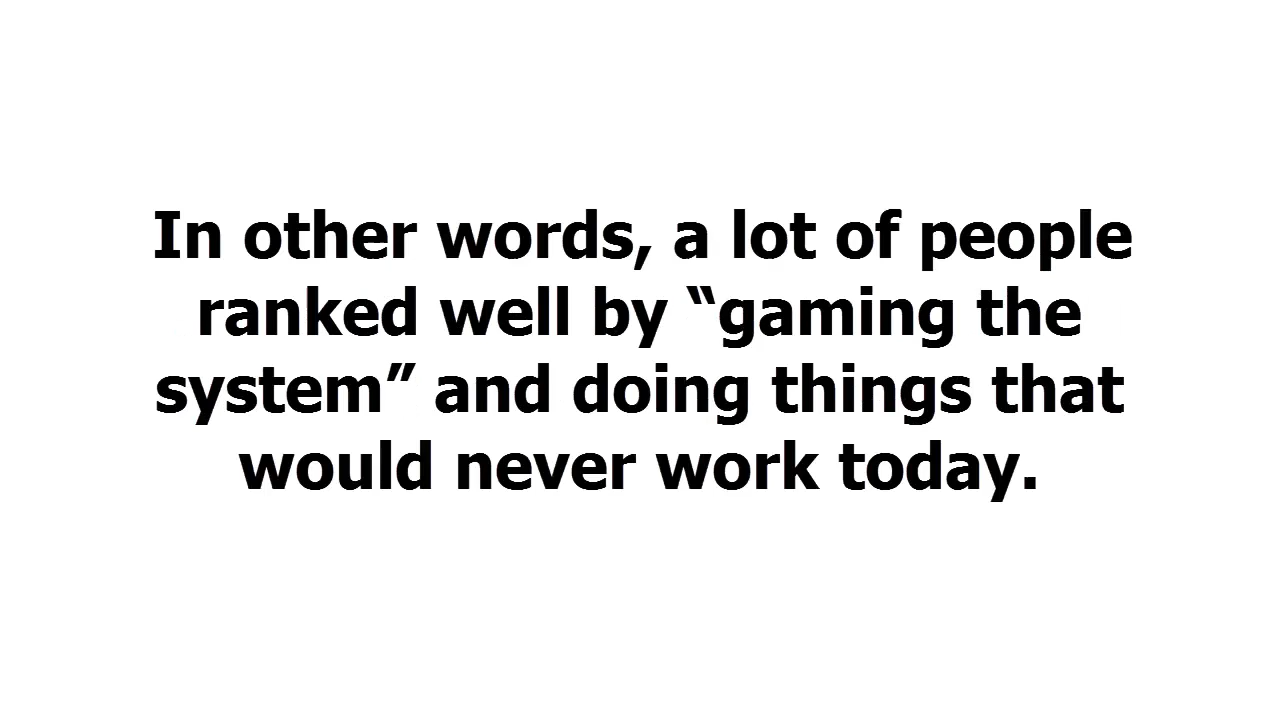 In other words, a lot of people
ranked well by “gaming the
system” and doing things that
would never work today.